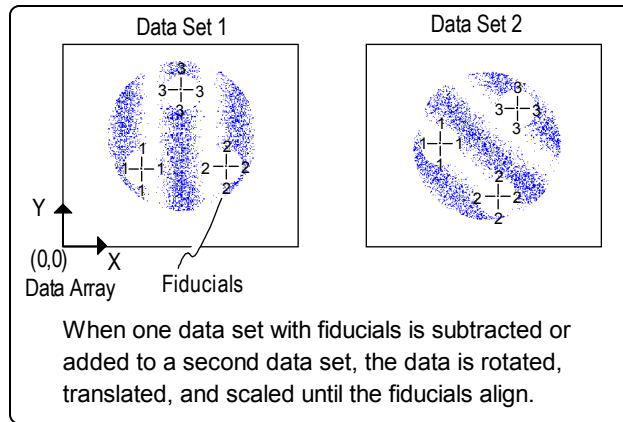 Data Set 1
Data Set 2
3
3 3
3
1
1 1
1
2
2 2
2
3
3 3
3
1
1 1
1
2
2 2
2
Y
X
(0,0)
Data Array
Fiducials
When one data set with fiducials is subtracted or
added to a second data set, the data is rotated,
translated, and scaled until the fiducials align.